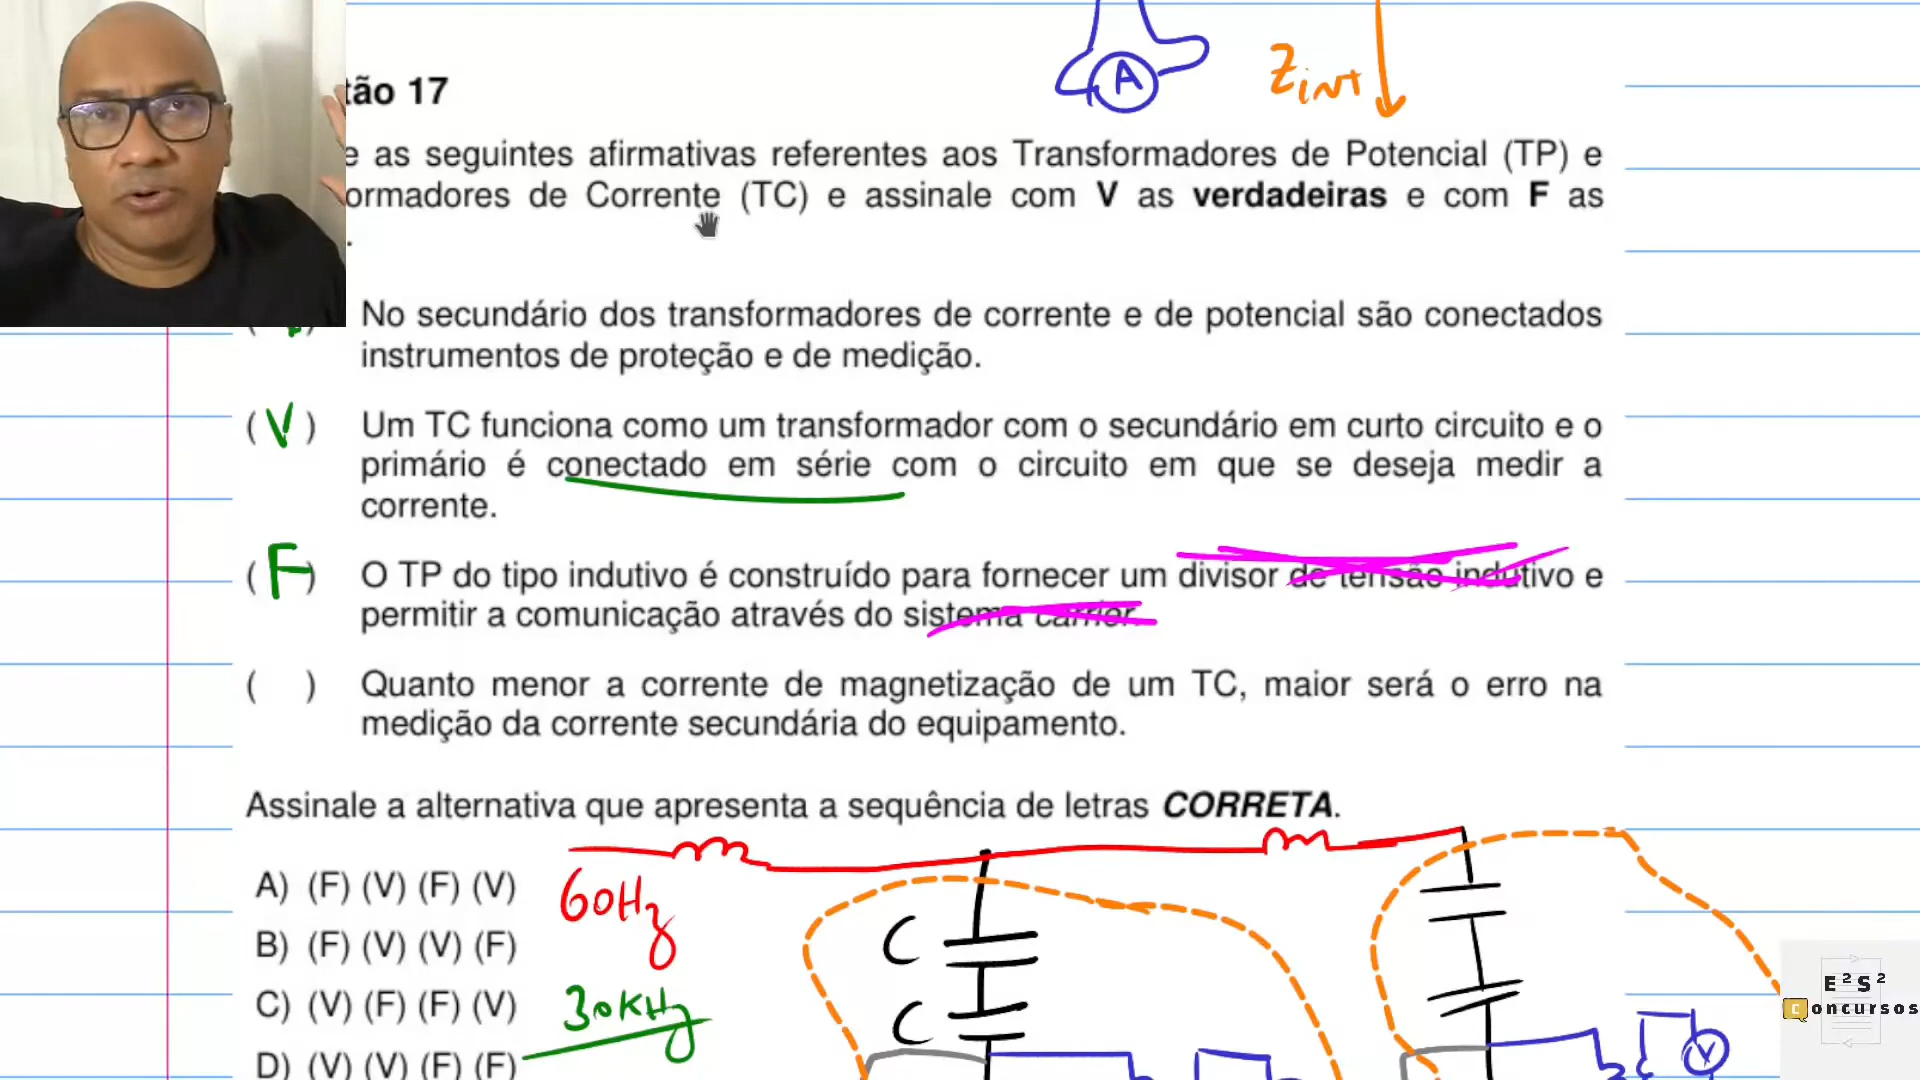 A
Zint
tão 17
e as seguintes afirmativas referentes aos Transformadores de Potencial (TP) e
ormadores de Corrente (TC) e assinale com V as verdadeiras e com F as
.
No secundário dos transformadores de corrente e de potencial são conectados
instrumentos de proteção e de medição.
(V) Um TC funciona como um transformador com o secundário em curto circuito e o
primário é conectado em série com o circuito em que se deseja medir a
corrente.
(F) O TP do tipo indutivo é construído para fornecer um divisor de tensão indutivo e
permitir a comunicação através do sistema carrier.
( ) Quanto menor a corrente de magnetização de um TC, maior será o erro na
medição da corrente secundária do equipamento.
Assinale a alternativa que apresenta a sequência de letras CORRETA.
A) (F) (V) (F) (V)
60Hz
B) (F) (V) (V) (F)
C
C) (V) (F) (F) (V)
30KHz
C
D) (V) (V) (F) (F)
V
E²S²
Concursos